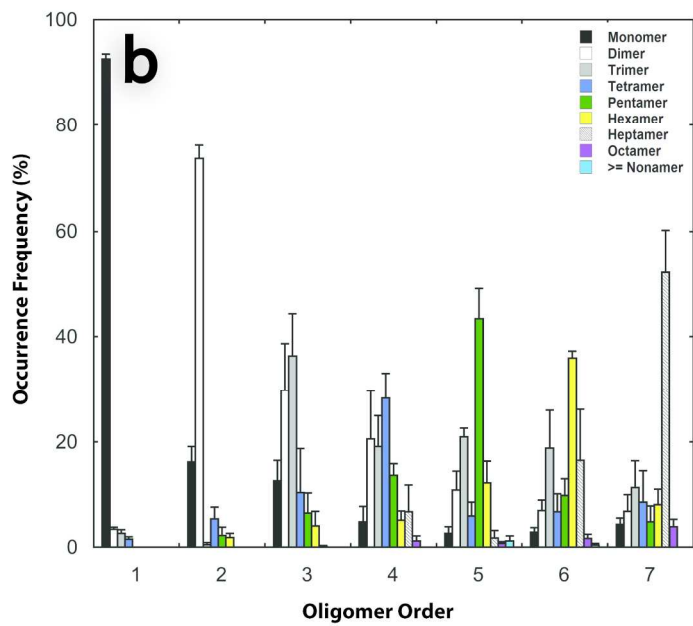 100
b
Monomer
Dimer
Trimer
Tetramer
Pentamer
Hexamer
Heptamer
Octamer
>= Nonamer
80
60
40
20
0
Occurrence Frequency (%)
1 2 3 4 5 6 7
Oligomer Order